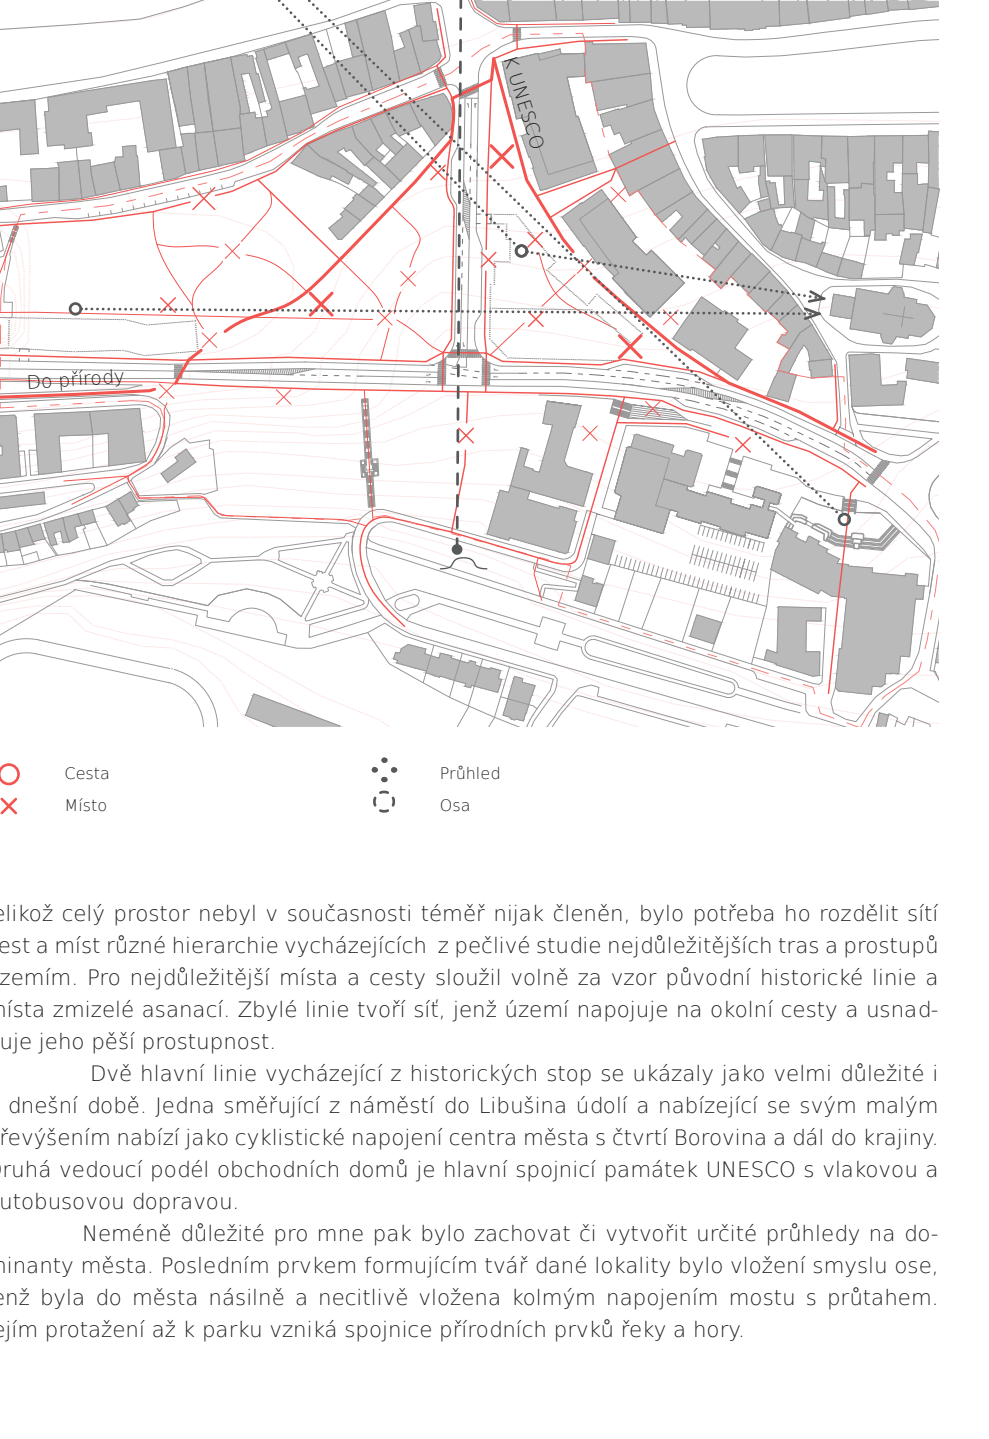 K UNESCO
Do přírody
Cesta
Průhled
Místo
Osa
elikož celý prostor nebyl v současnosti téměř nijak členěn, bylo potřeba ho rozdělit sítí
est a míst různé hierarchie vycházejících z pečlivé studie nejdůležitějších tras a prostupů
zemím. Pro nejdůležitější místa a cesty sloužil volně za vzor původní historické linie a
místa zmizelé asanací. Zbylé linie tvoří síť, jenž území napojuje na okolní cesty a usnad-
uje jeho pěší prostupnost.
Dvě hlavní linie vycházející z historických stop se ukázaly jako velmi důležité i
dnešní době. Jedna směřující z náměstí do Libušina údolí a nabízející se svým malým
řevýšením nabízí jako cyklistické napojení centra města s čtvrtí Borovina a dál do krajiny.
Druhá vedoucí podél obchodních domů je hlavní spojnicí památek UNESCO s vlakovou a
utobusovou dopravou.
Neméně důležité pro mne pak bylo zachovat či vytvořit určité průhledy na do-
minanty města. Posledním prvkem formujícím tvář dané lokality bylo vložení smyslu ose,
enž byla do města násilně a necitlivě vložena kolmým napojením mostu s průtahem.
ejím protažení až k parku vzniká spojnice přírodních prvků řeky a hory.